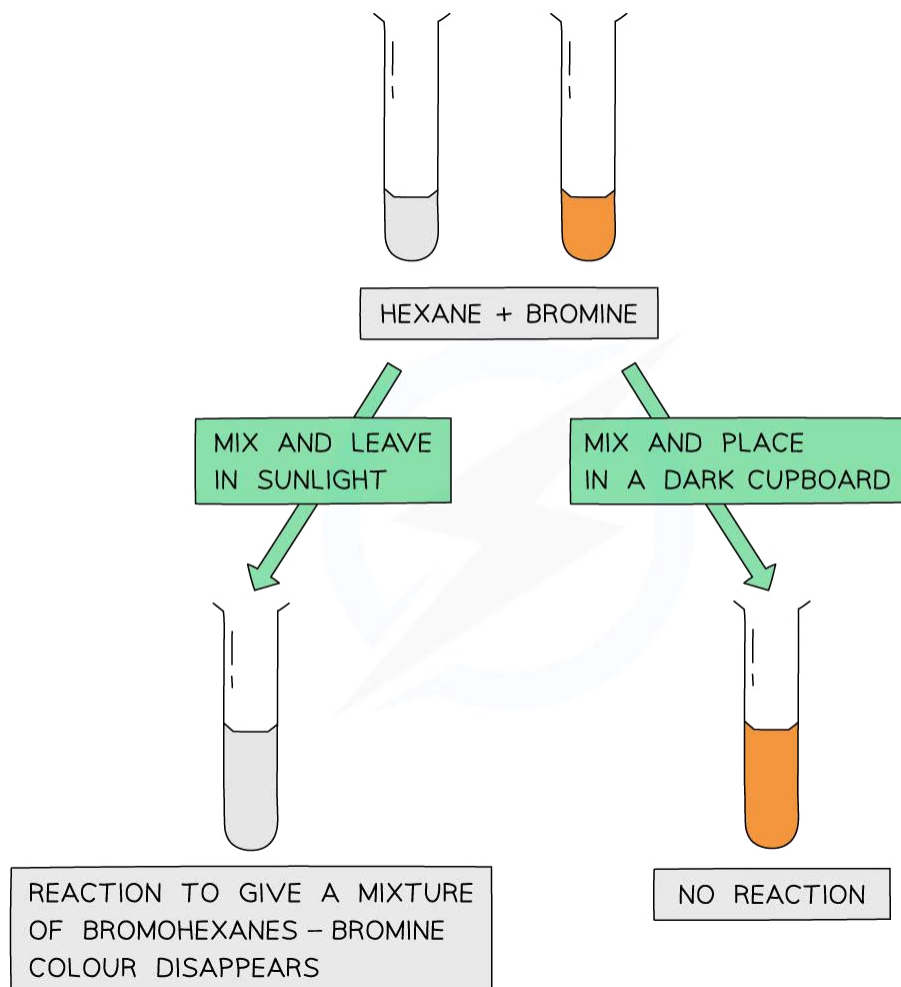 HEXANE + BROMINE
MIX AND LEAVE
IN SUNLIGHT
MIX AND PLACE
IN A DARK CUPBOARD
REACTION TO GIVE A MIXTURE
OF BROMOHEXANES – BROMINE
COLOUR DISAPPEARS
NO REACTION